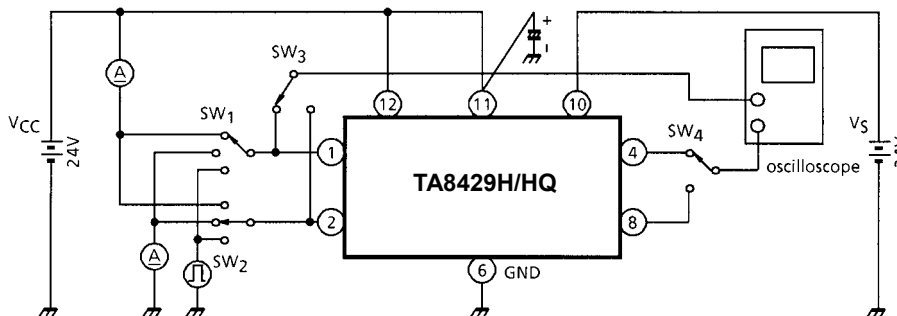 +
-
SW3
A
12
11
10
SW1
VCC
24V
1
4
SW4
VS
24V
TA8429H/HQ
oscilloscope
2
8
A
SW2
6
GND